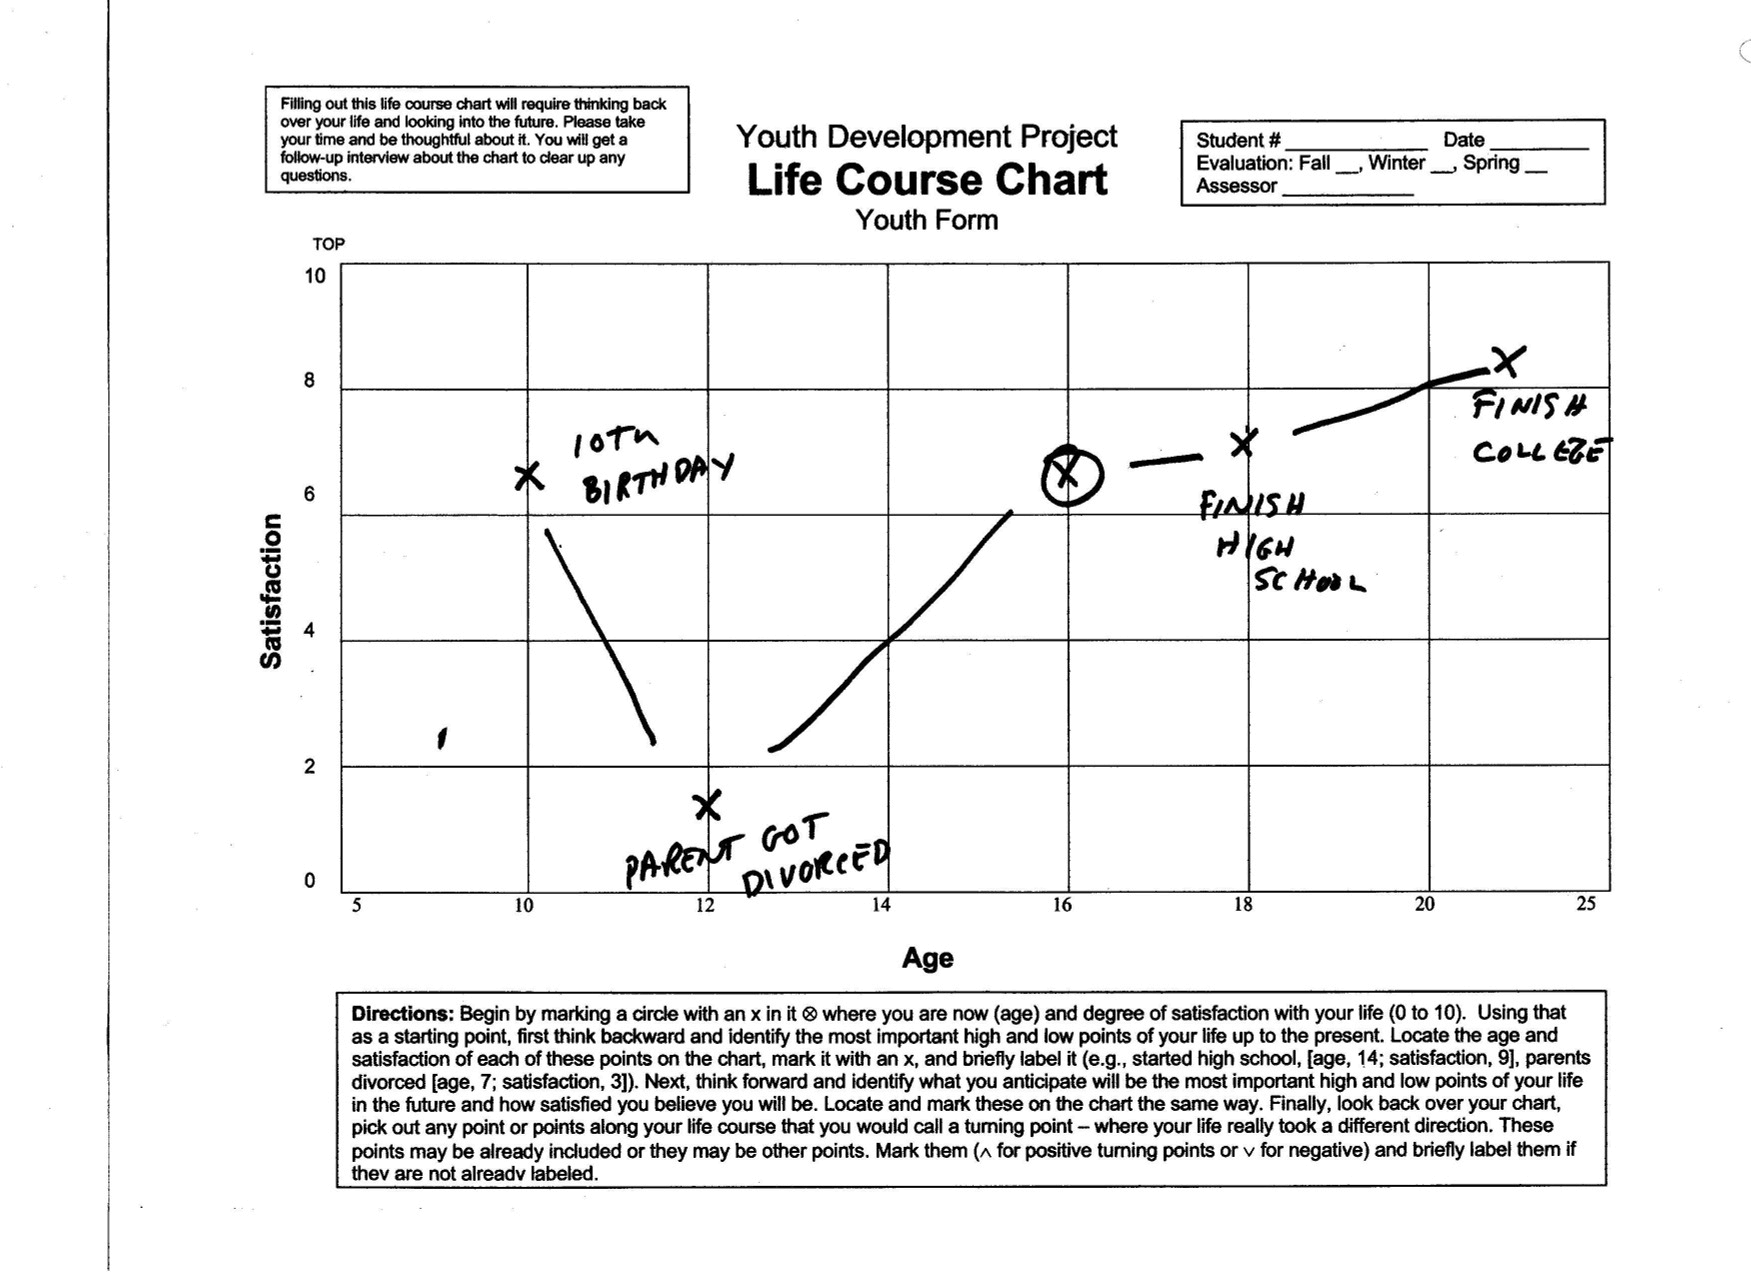 Filling out this life course chart will require thinking back
over your life and looking into the future. Please take
your time and be thoughtful about it. You will get a
follow-up interview about the chart to clear up any
questions.
Youth Development Project
Life Course Chart
Youth Form
Student # ____________ Date ________
Evaluation: Fall __, Winter __, Spring __
Assessor ___________
TOP
10
8
6
4
2
0
Satisfaction
10TH
BIRTHDAY
PARENT GOT
DIVORCED
FINISH
HIGH
SCHOOL
FINISH
COLLEGE
5 10 12 14 16 18 20 25
Age
Directions: Begin by marking a circle with an x in it ⊗ where you are now (age) and degree of satisfaction with your life (0 to 10). Using that
as a starting point, first think backward and identify the most important high and low points of your life up to the present. Locate the age and
satisfaction of each of these points on the chart, mark it with an x, and briefly label it (e.g., started high school, [age, 14; satisfaction, 9], parents
divorced [age, 7; satisfaction, 3]). Next, think forward and identify what you anticipate will be the most important high and low points of your life
in the future and how satisfied you believe you will be. Locate and mark these on the chart the same way. Finally, look back over your chart,
pick out any point or points along your life course that you would call a turning point – where your life really took a different direction. These
points may be already included or they may be other points. Mark them (^ for positive turning points or v for negative) and briefly label them if
they are not already labeled.